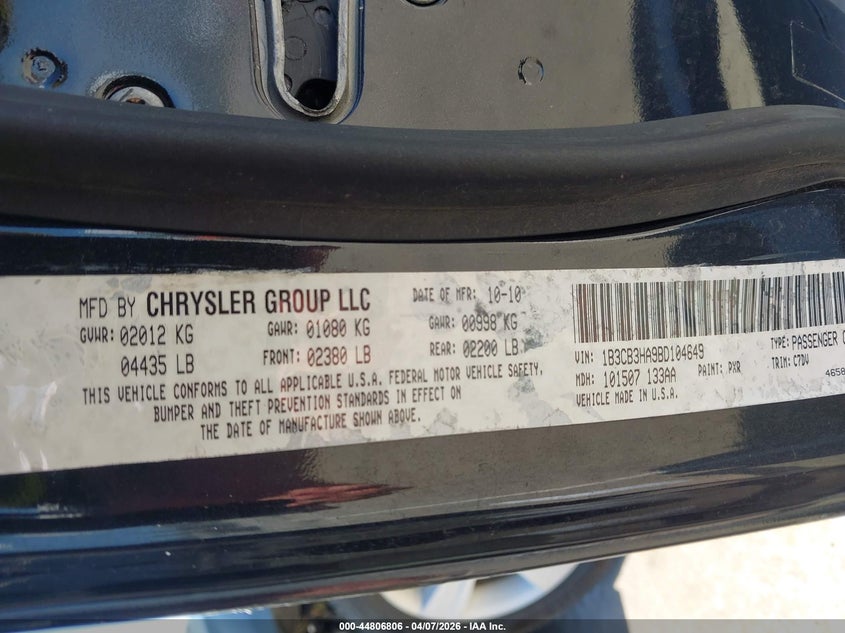 MFD BY CHRYSLER GROUP LLC
DATE OF MFR: 10-10
GVWR: 02012 KG
GAWR: 01080 KG
GAWR: 00998 KG
04435 LB
FRONT: 02380 LB
REAR: 02200 LB
THIS VEHICLE CONFORMS TO ALL APPLICABLE U.S.A. FEDERAL MOTOR VEHICLE SAFETY,
BUMPER AND THEFT PREVENTION STANDARDS IN EFFECT ON
THE DATE OF MANUFACTURE SHOWN ABOVE.
VIN: 1B3CB3HA9BD104649
TYPE: PASSENGER
MDH: 101507 133AA
PAINT: PXR
TRIM: C7DV
VEHICLE MADE IN U.S.A.
4658
000-44806806 | 04/07/2026 | IAA Inc.